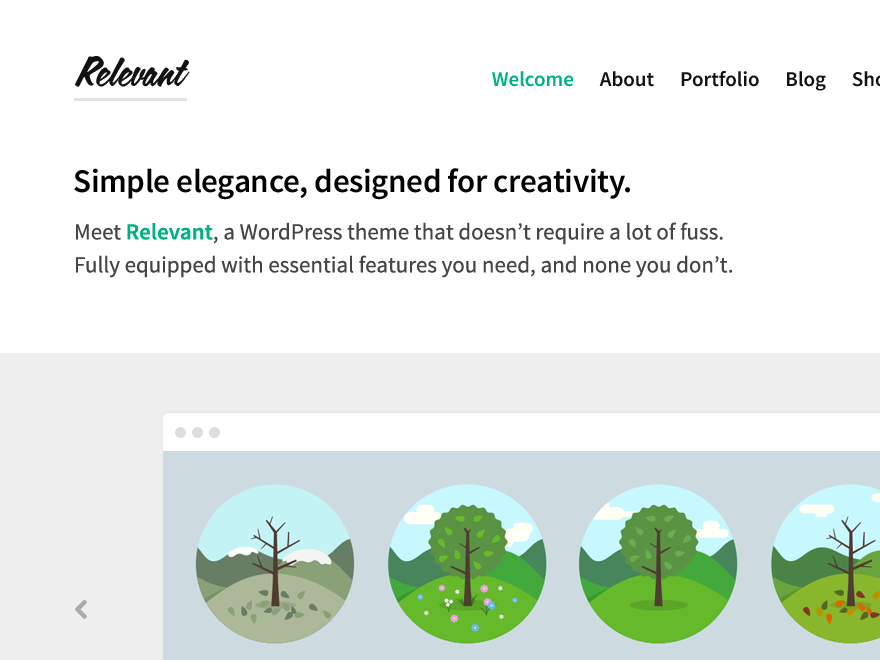 Relevant
Welcome About Portfolio Blog
Simple elegance, designed for creativity.
Meet Relevant, a WordPress theme that doesn’t require a lot of fuss.
Fully equipped with essential features you need, and none you don’t.